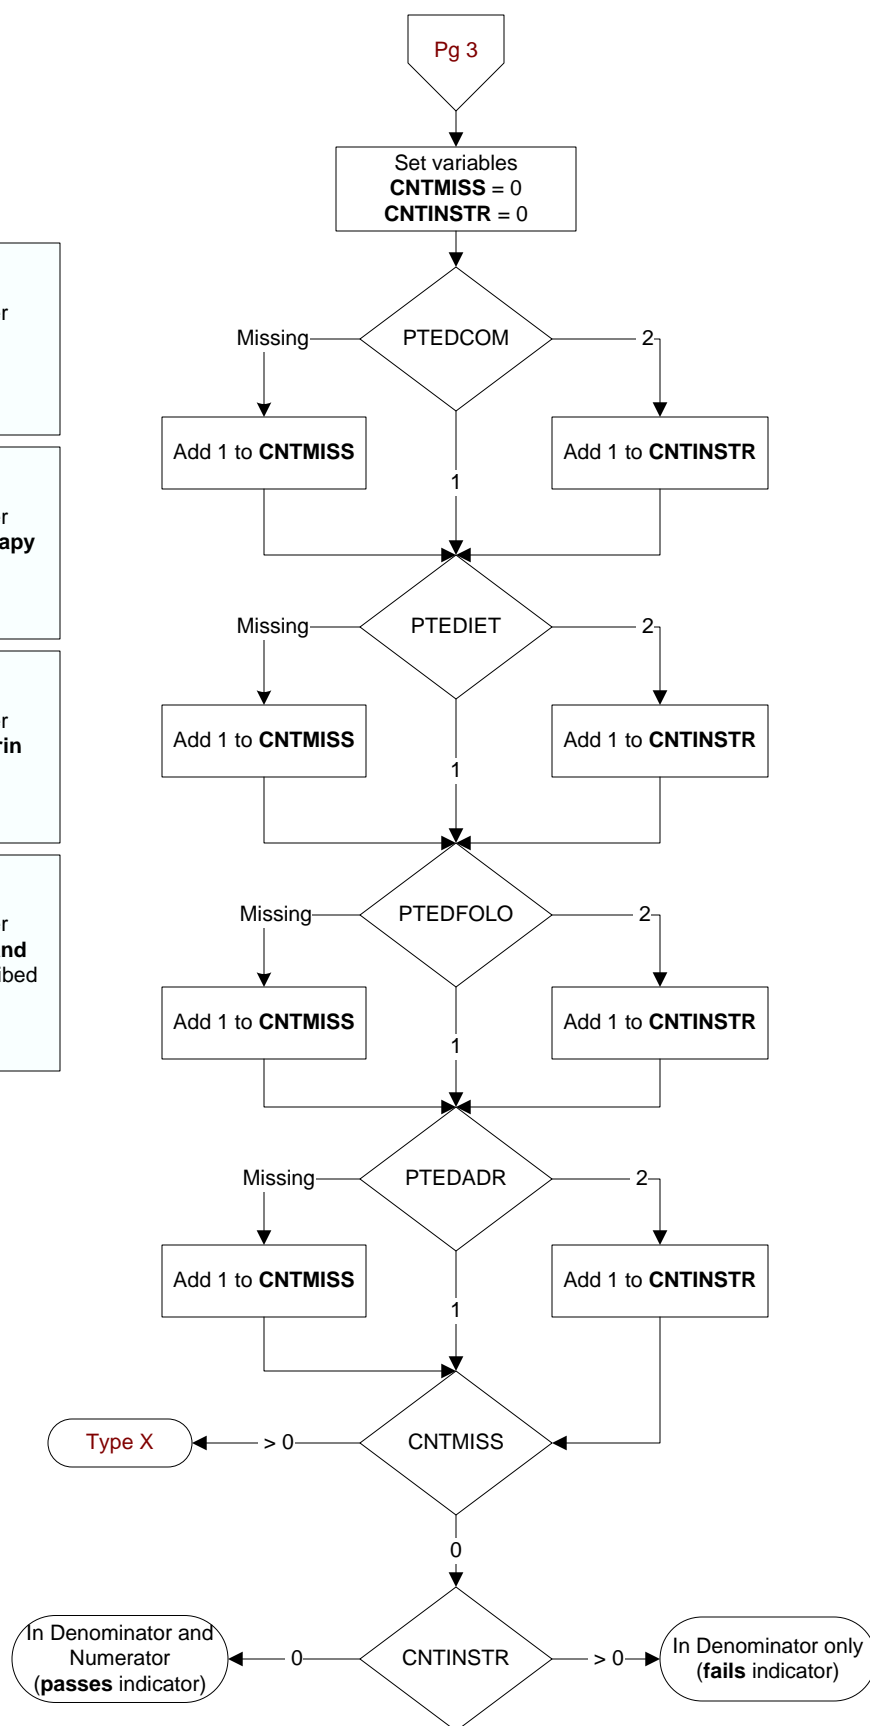 Pg 3
Set variables
CNTMISS = 0
CNTINSTR = 0
PTEDCOM
Missing
2
Add 1 to CNTMISS
Add 1 to CNTINSTR
1
PTEDIET
Missing
2
Add 1 to CNTMISS
Add 1 to CNTINSTR
1
PTEDFOLO
Missing
2
Add 1 to CNTMISS
Add 1 to CNTINSTR
1
PTEDADR
Missing
2
Add 1 to CNTMISS
Add 1 to CNTINSTR
1
CNTMISS
> 0
Type X
0
CNTINSTR
0
In Denominator and
Numerator
(passes indicator)
> 0
In Denominator only
(fails indicator)